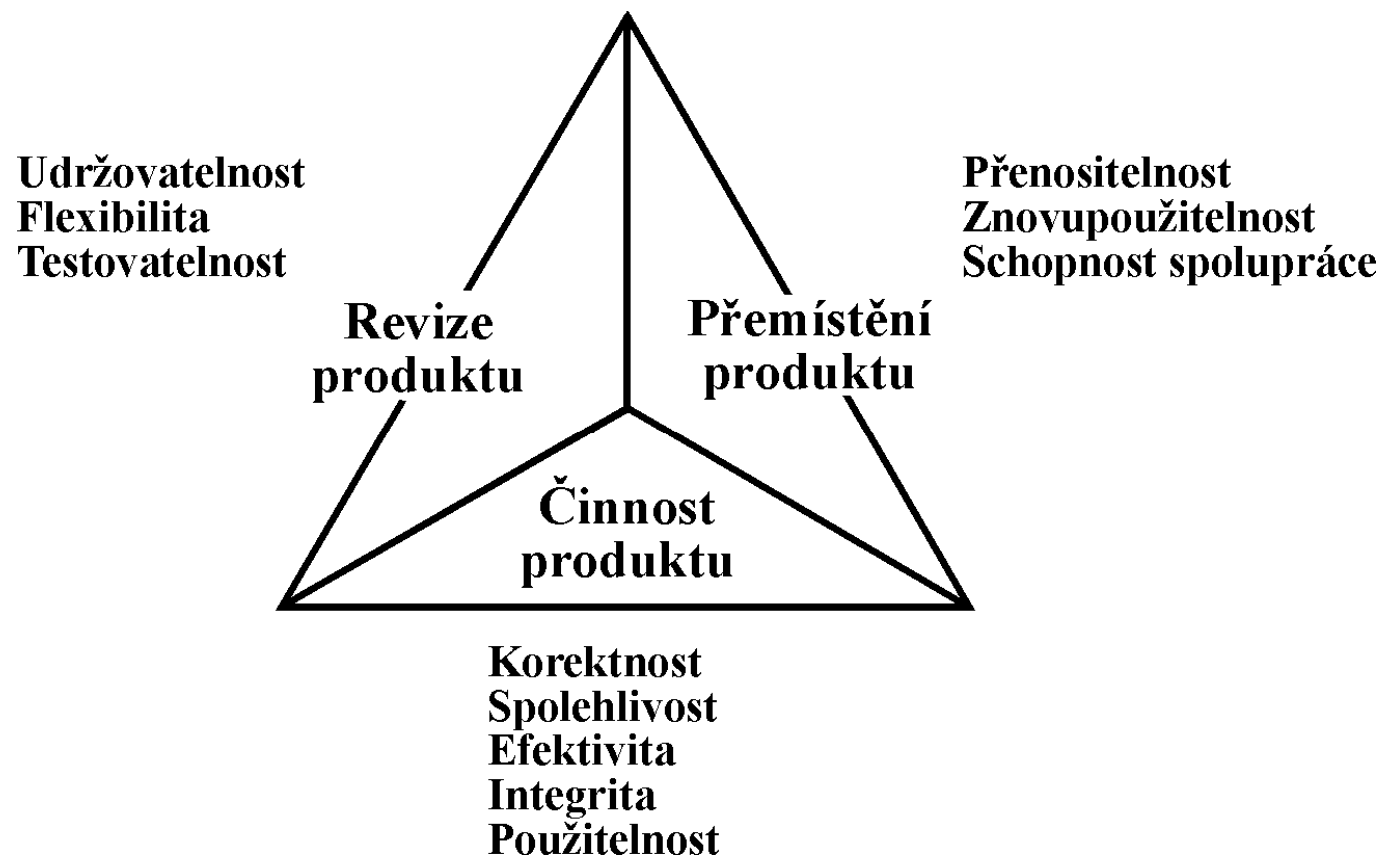 Udržovatelnost
Flexibilita
Testovatelnost
Přenositelnost
Znovupoužitelnost
Schopnost spolupráce
Revize
produktu
Přemístění
produktu
Činnost
produktu
Korektnost
Spolehlivost
Efektivita
Integrita
Použitelnost